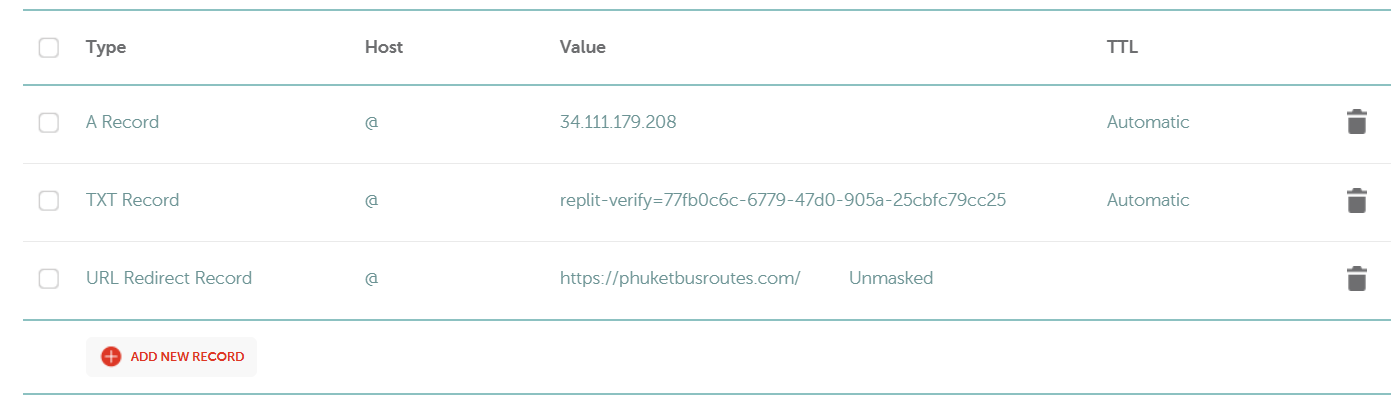 Type Host Value TTL
A Record @ 34.111.179.208 Automatic
TXT Record @ replit-verify=77fb0c6c-6779-47d0-905a-25cbfc79cc25 Automatic
URL Redirect Record @ https://phuketbusroutes.com/ Unmasked
ADD NEW RECORD